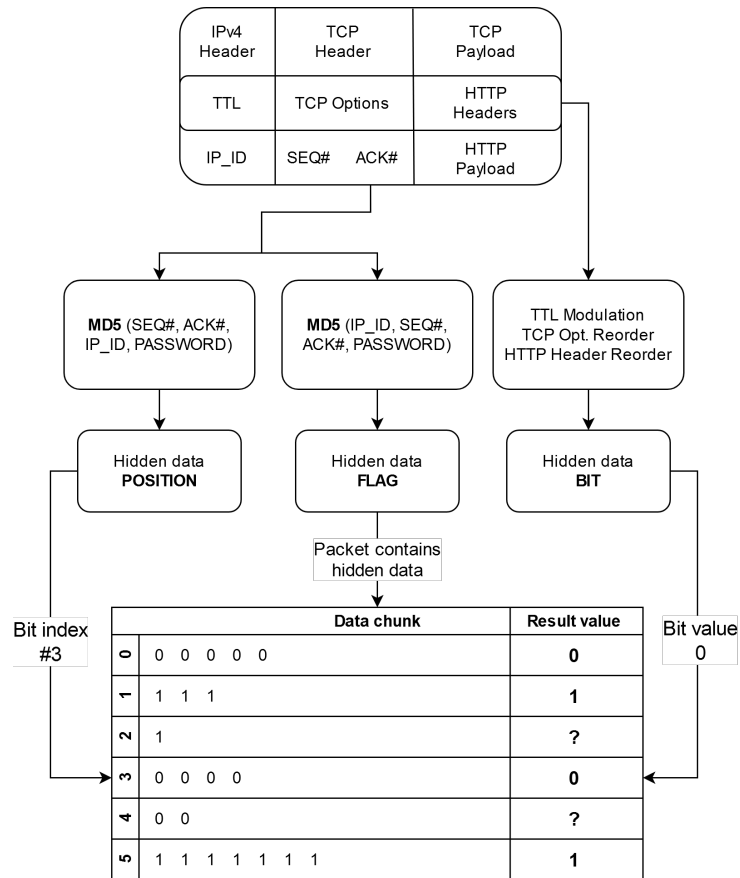 IPv4
Header
TCP
Header
TCP
Payload
TTL
TCP Options
HTTP
Headers
IP_ID
SEQ# ACK#
HTTP
Payload
MD5 (SEQ#, ACK#,
IP_ID, PASSWORD)
MD5 (IP_ID, SEQ#,
ACK#, PASSWORD)
TTL Modulation
TCP Opt. Reorder
HTTP Header Reorder
Hidden data
POSITION
Hidden data
FLAG
Hidden data
BIT
Packet contains
hidden data
Bit index
#3
Bit value
0
Data chunk Result value
0 0 0 0 0 0 0
1 1 1 1 1
2 1 ?
3 0 0 0 0 0
4 0 0 ?
5 1 1 1 1 1 1 1 1